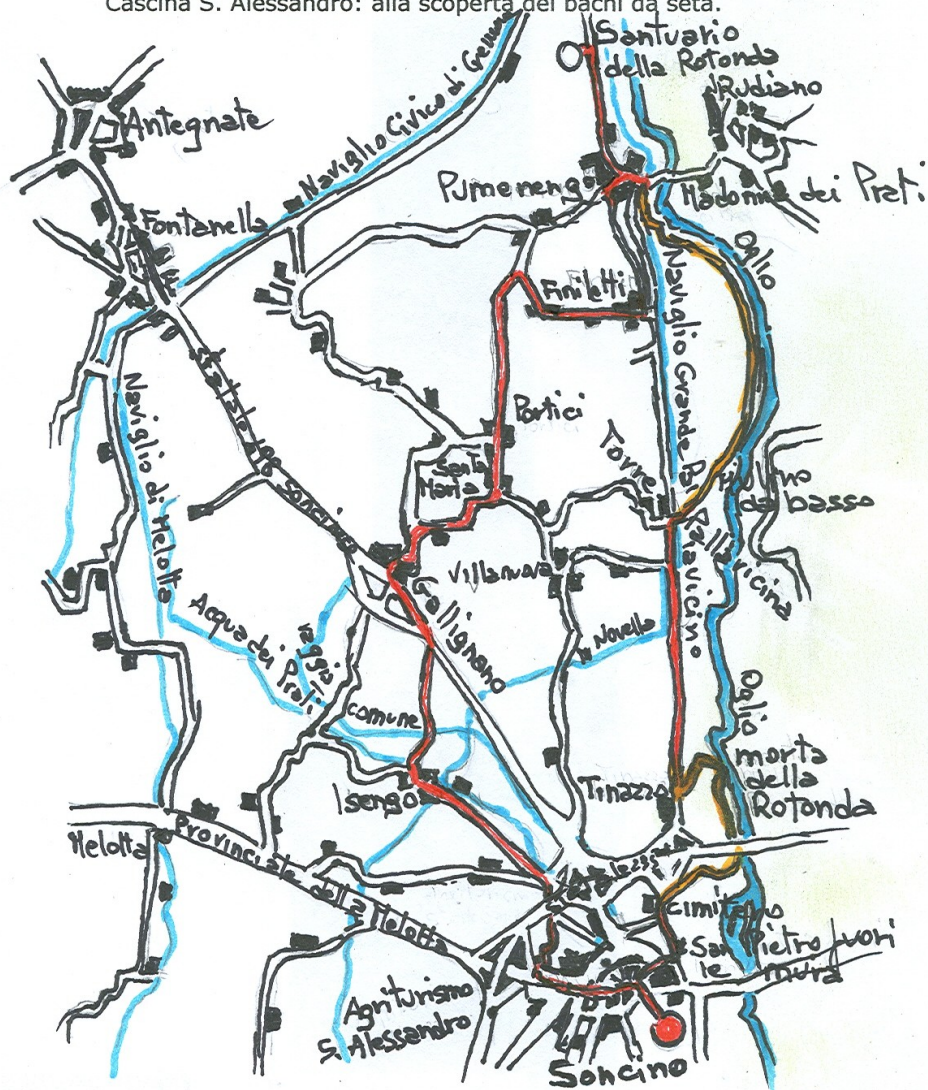 Cascina S. Alessandro: alla scoperta dei bachi da seta.
Santuario
della Rotonda
Rudiano
Antegnate
Naviglio Civico di
Pumenengo
Madonna dei Prati
Fontanella
Oglio
Finiletti
Naviglio Grande Pallavicino
Naviglio di Melotta
Statale
Soncina
Portici
Torre
Santa
Maria
da basso
Pallavicina
Villanova
Gallignano
Acqua dei Prati
Novella
comune
Oglio
morta
della
Rotonda
Isengo
Tinazzo
Melotta
Provinciale della Melotta
cimitero
San Pietro fuori
le mura
Agriturismo
S. Alessandro
Soncino